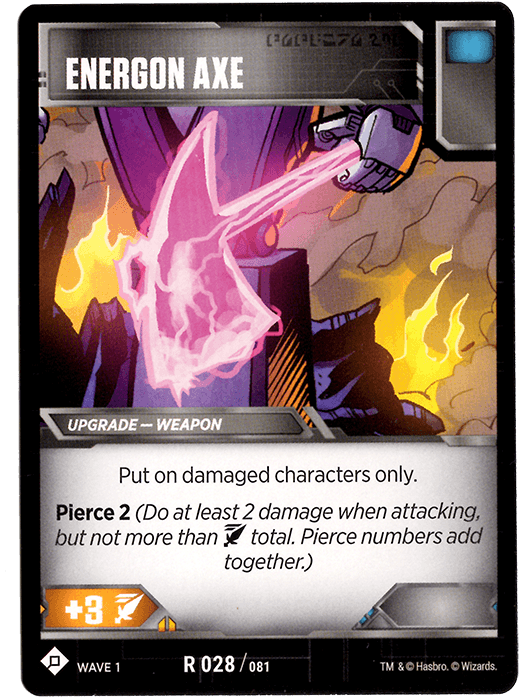 ENERGON AXE
UPGRADE — WEAPON
Put on damaged characters only.
Pierce 2 (Do at least 2 damage when attacking,
but not more than total. Pierce numbers add
together.)
+3
WAVE 1
R 028 / 081
TM & © Hasbro. © Wizards.